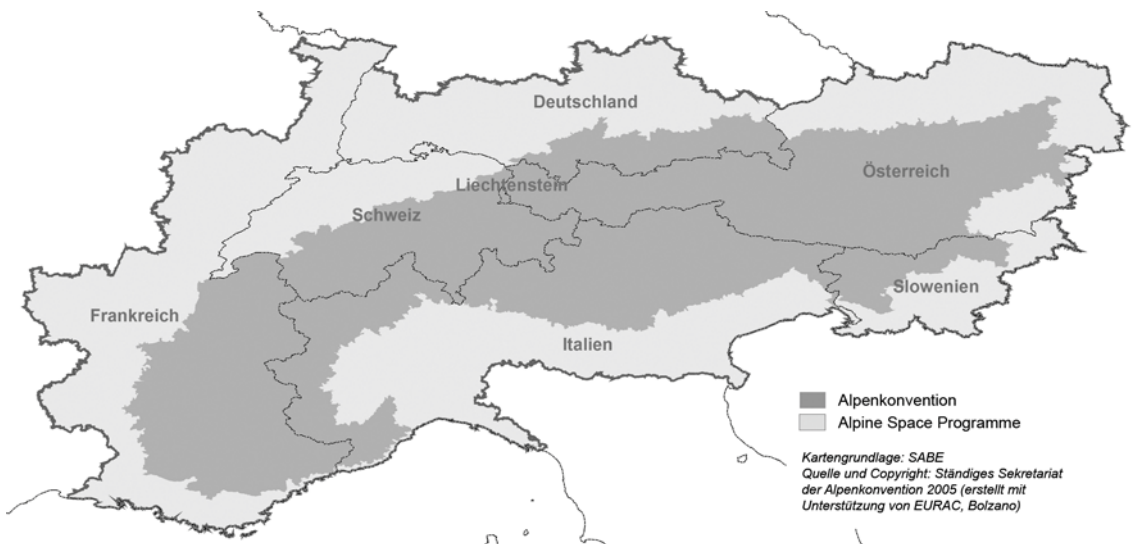 Deutschland
Österreich
Liechtenstein
Schweiz
Slowenien
Frankreich
Italien
Alpenkonvention
Alpine Space Programme
Kartengrundlage: SABE
Quelle und Copyright: Ständiges Sekretariat
der Alpenkonvention 2005 (erstellt mit
Unterstützung von EURAC, Bolzano)